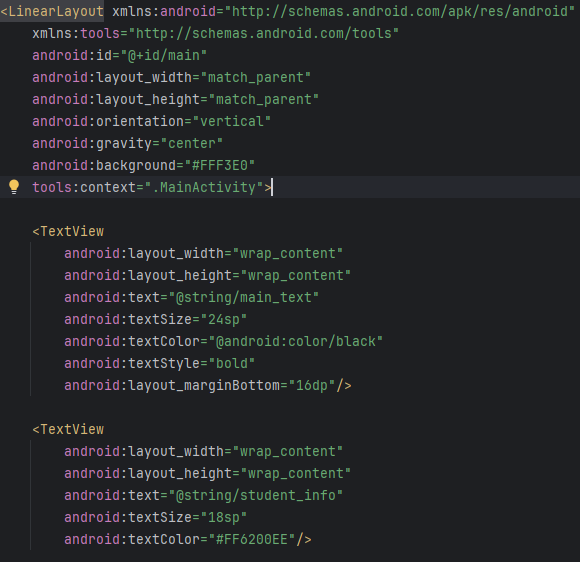 <LinearLayout xmlns:android="http://schemas.android.com/apk/res/android"
    xmlns:tools="http://schemas.android.com/tools"
    android:id="@+id/main"
    android:layout_width="match_parent"
    android:layout_height="match_parent"
    android:orientation="vertical"
    android:gravity="center"
    android:background="#FFF3E0"
    tools:context=".MainActivity">

    <TextView
        android:layout_width="wrap_content"
        android:layout_height="wrap_content"
        android:text="@string/main_text"
        android:textSize="24sp"
        android:textColor="@android:color/black"
        android:textStyle="bold"
        android:layout_marginBottom="16dp"/>

    <TextView
        android:layout_width="wrap_content"
        android:layout_height="wrap_content"
        android:text="@string/student_info"
        android:textSize="18sp"
        android:textColor="#FF6200EE"/>